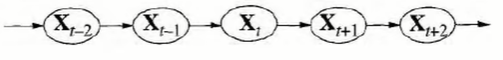 X_{t–2} X_{t–1} X_t X_{t+1} X_{t+2}